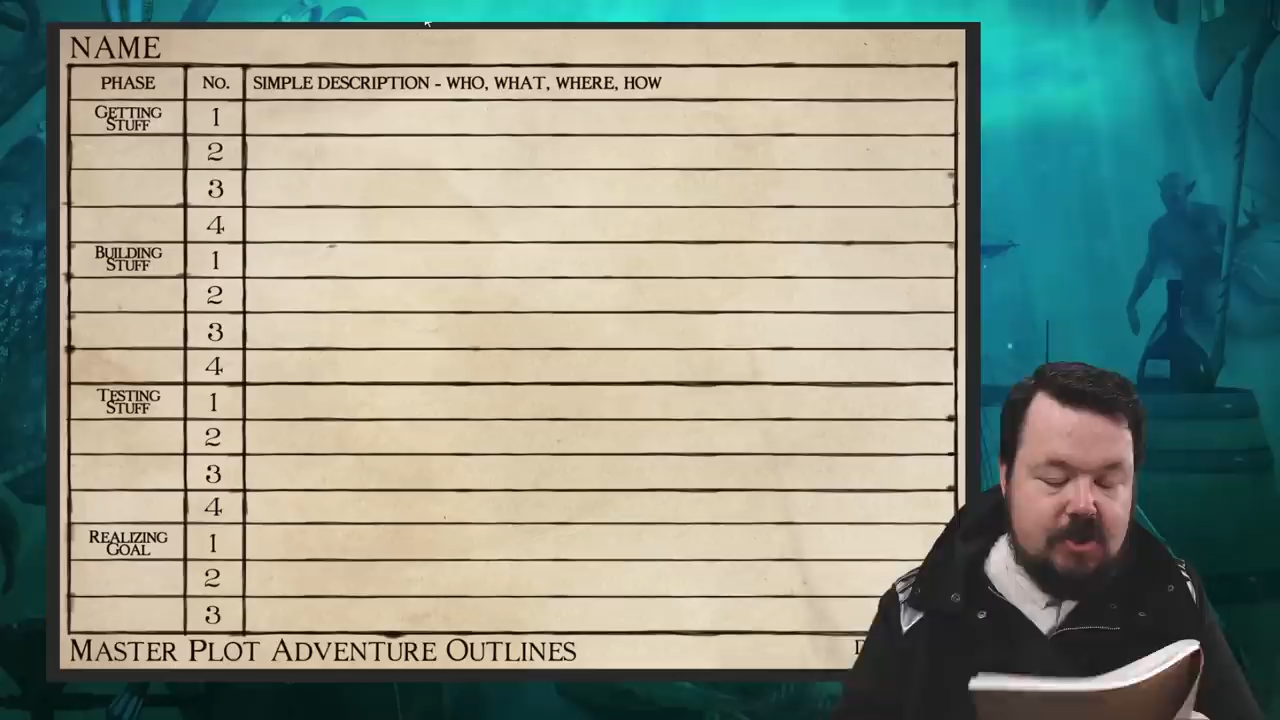 NAME
PHASE No. SIMPLE DESCRIPTION - WHO, WHAT, WHERE, HOW
GETTING STUFF 1
2
3
4
BUILDING STUFF 1
2
3
4
TESTING STUFF 1
2
3
4
REALIZING GOAL 1
2
3
MASTER PLOT ADVENTURE OUTLINES